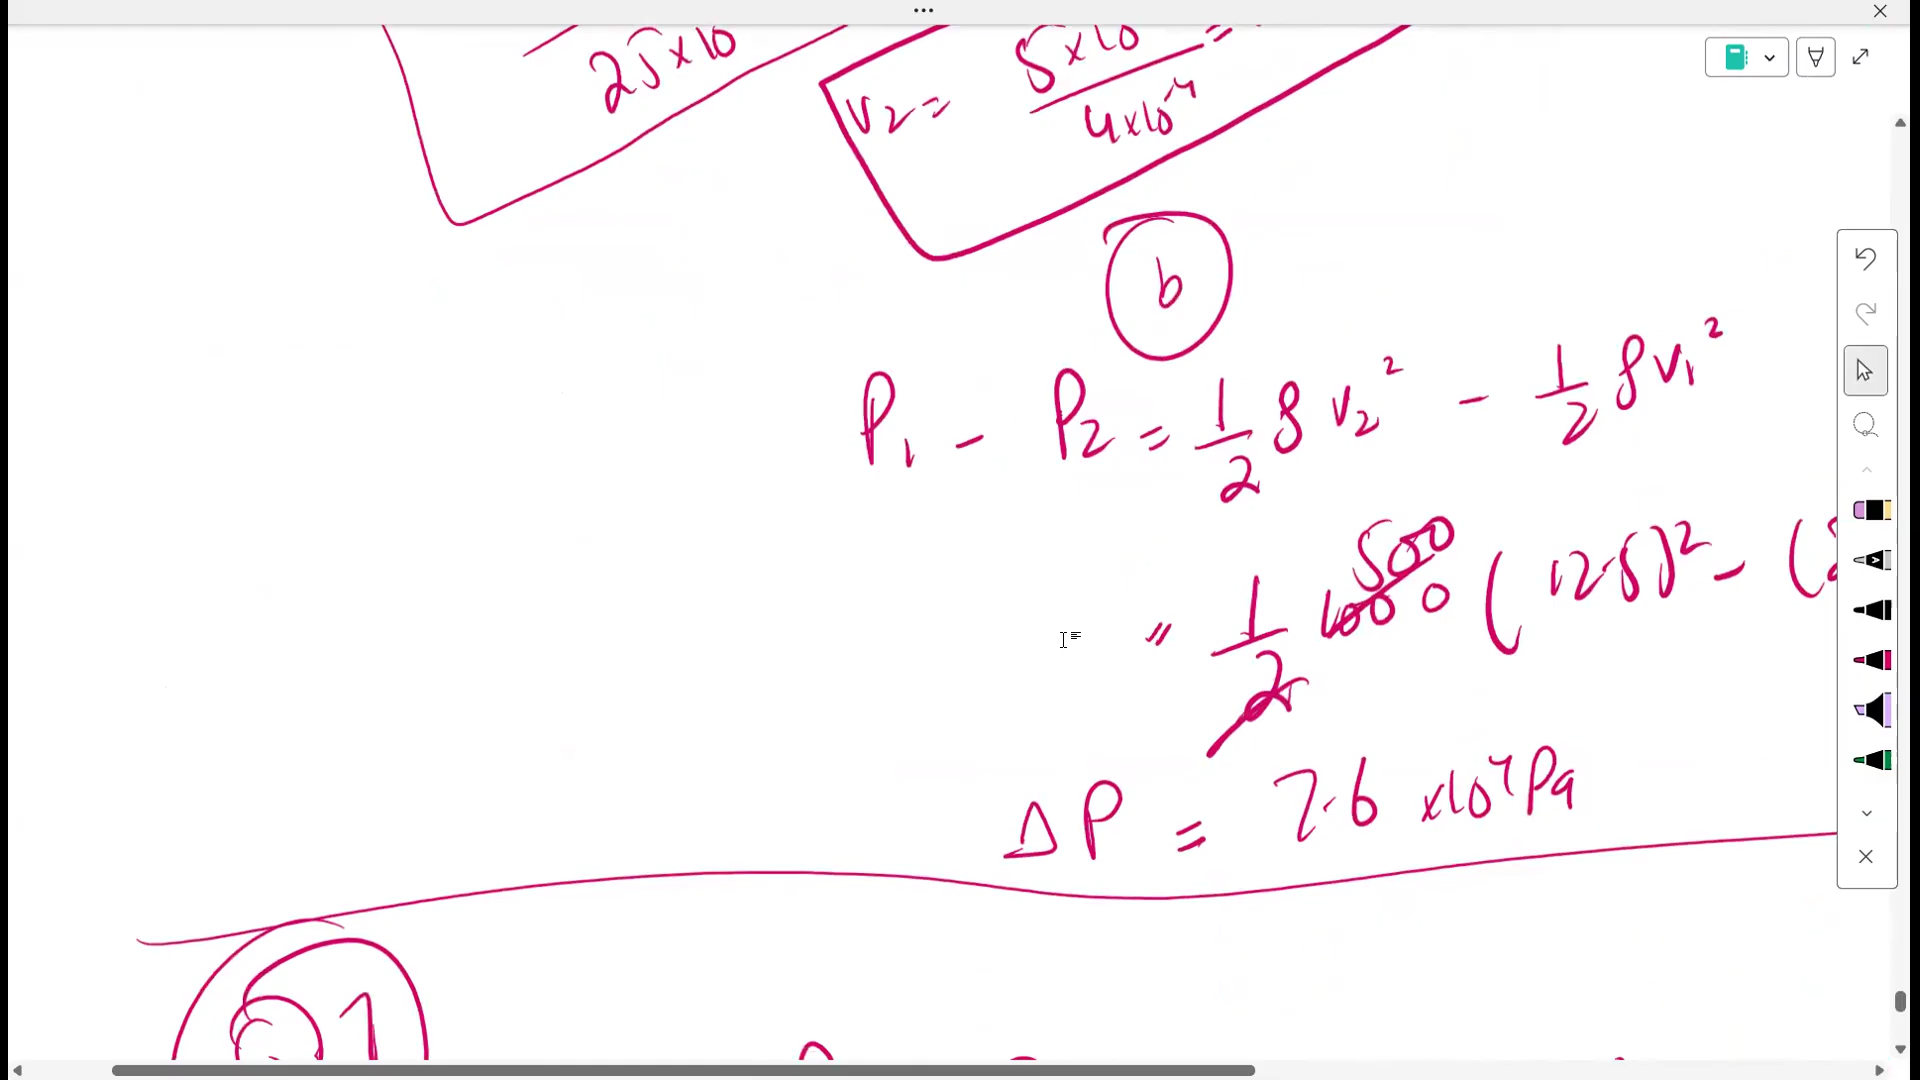 25×10
v2 = 5×10 / 4×10⁻⁴ =
b
P₁ - P₂ = 1/2 ρ v₂² - 1/2 ρ v₁²
= 1/2 1000 500 ( 12.5)² - (2
ΔP = 7.6 ×10⁴ Pa